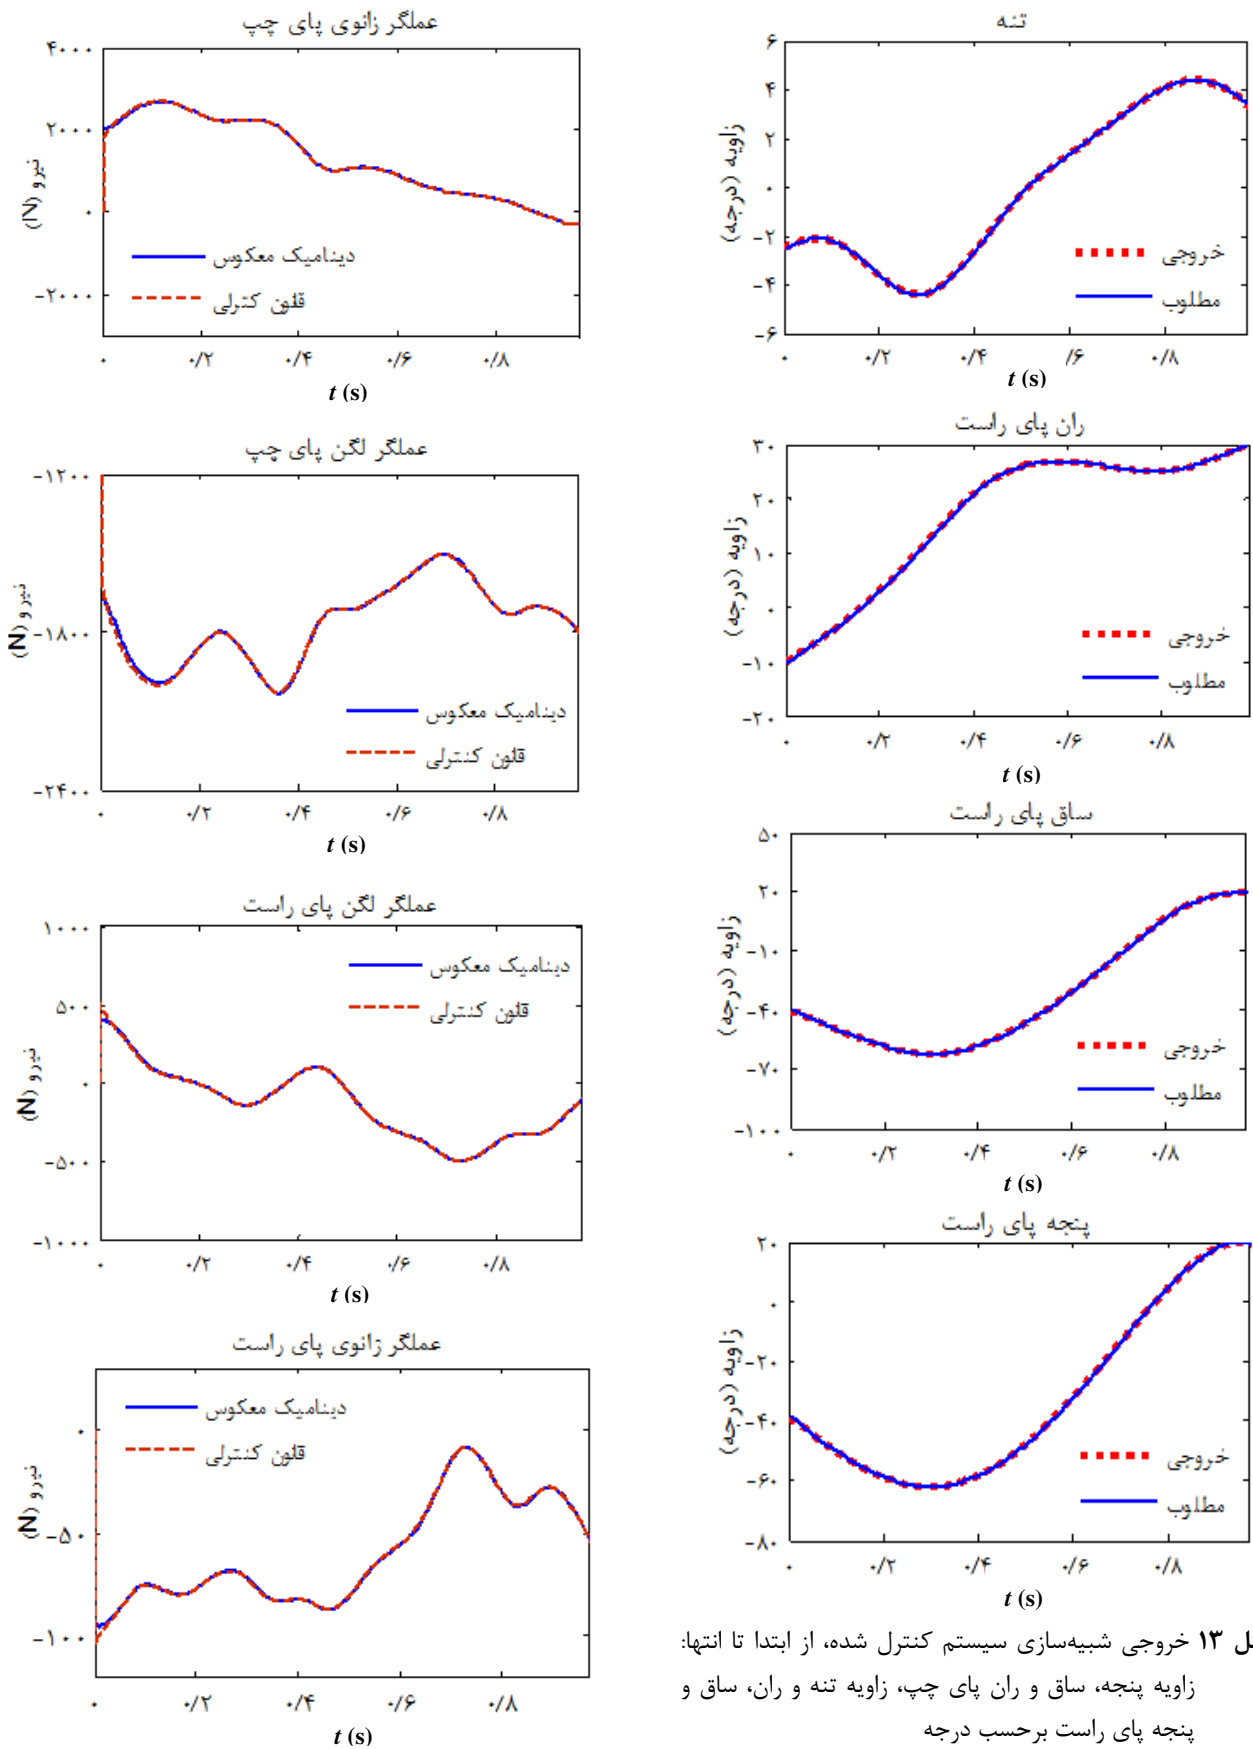 تنه
۶
۴
۲
۰
-۲
-۴
-۶
زاویه (درجه)
خروجی
مطلوب
۰ ۰/۲ ۰/۴ ۰/۶ ۰/۸
t (s)
ران پای راست
۳۰
۲۰
۱۰
۰
-۱۰
-۲۰
زاویه (درجه)
خروجی
مطلوب
۰ ۰/۲ ۰/۴ ۰/۶ ۰/۸
t (s)
ساق پای راست
۵۰
۲۰
-۱۰
-۴۰
-۷۰
-۱۰۰
زاویه (درجه)
خروجی
مطلوب
۰ ۰/۲ ۰/۴ ۰/۶ ۰/۸
t (s)
پنجه پای راست
۲۰
۰
-۲۰
-۴۰
-۶۰
-۸۰
زاویه (درجه)
خروجی
مطلوب
۰ ۰/۲ ۰/۴ ۰/۶ ۰/۸
t (s)
ل ۱۳ خروجی شبیه‌سازی سیستم کنترل شده، از ابتدا تا انتها:
زاویه پنجه، ساق و ران پای چپ، زاویه تنه و ران، ساق و
پنجه پای راست برحسب درجه
عملگر زانوی پای چپ
۴۰۰۰
۲۰۰۰
۰
-۲۰۰۰
نیرو (N)
دینامیک معکوس
قانون کنترلی
۰ ۰/۲ ۰/۴ ۰/۶ ۰/۸
t (s)
عملگر لگن پای چپ
-۱۲۰۰
-۱۸۰۰
-۲۴۰۰
نیرو (N)
دینامیک معکوس
قانون کنترلی
۰ ۰/۲ ۰/۴ ۰/۶ ۰/۸
t (s)
عملگر لگن پای راست
۱۰۰۰
۵۰۰
۰
-۵۰۰
-۱۰۰۰
نیرو (N)
دینامیک معکوس
قانون کنترلی
۰ ۰/۲ ۰/۴ ۰/۶ ۰/۸
t (s)
عملگر زانوی پای راست
۰
-۵۰
-۱۰۰
نیرو (N)
دینامیک معکوس
قانون کنترلی
۰ ۰/۲ ۰/۴ ۰/۶ ۰/۸
t (s)